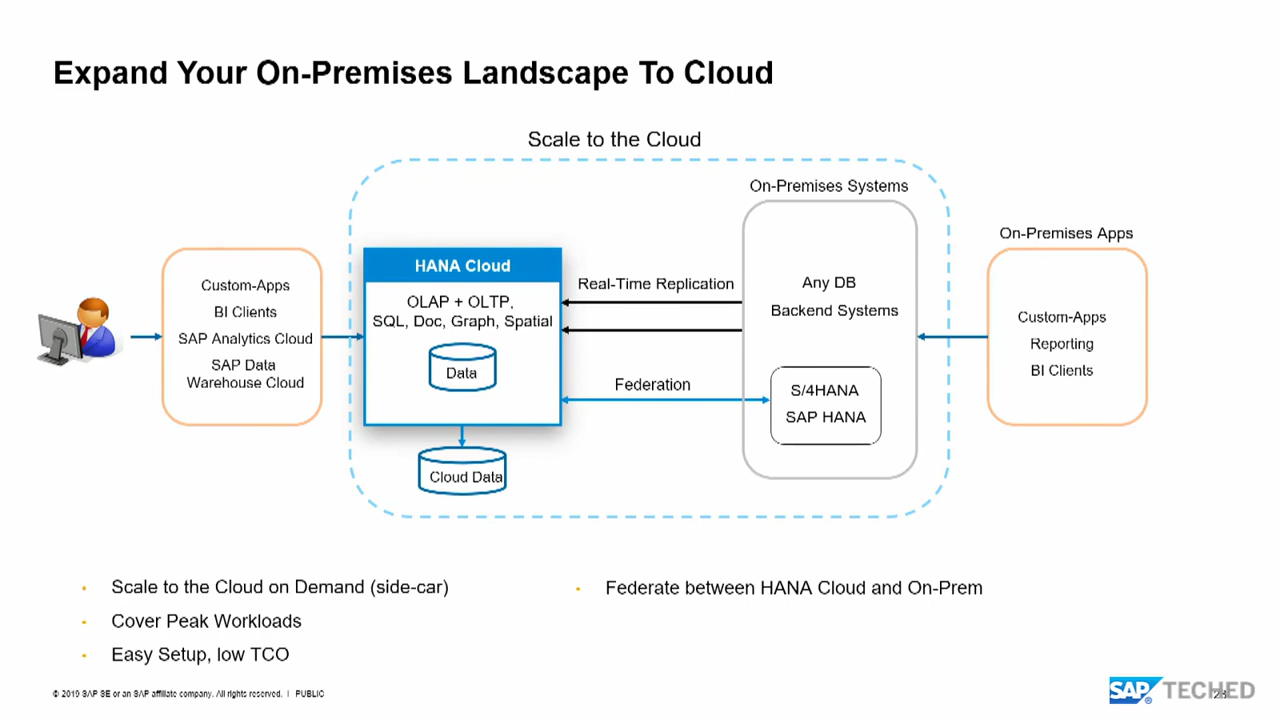 Expand Your On-Premises Landscape To Cloud
Scale to the Cloud
On-Premises Systems
On-Premises Apps
HANA Cloud
Custom-Apps
BI Clients
SAP Analytics Cloud
SAP Data
Warehouse Cloud
OLAP + OLTP,
SQL, Doc, Graph, Spatial
Data
Cloud Data
Real-Time Replication
Federation
Any DB
Backend Systems
S/4HANA
SAP HANA
Custom-Apps
Reporting
BI Clients
• Scale to the Cloud on Demand (side-car)
• Cover Peak Workloads
• Easy Setup, low TCO
• Federate between HANA Cloud and On-Prem
© 2019 SAP SE or an SAP affiliate company. All rights reserved. | PUBLIC
SAP TECHED